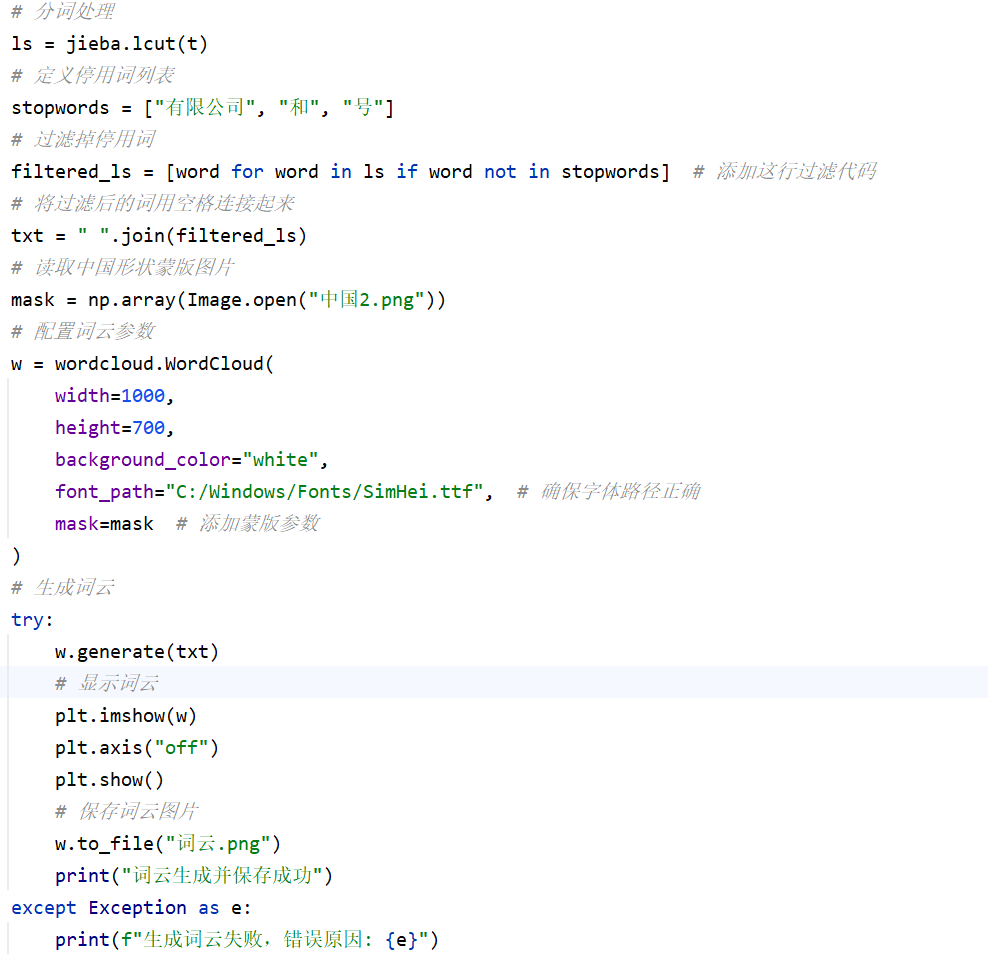 # 分词处理
ls = jieba.lcut(t)
# 定义停用词列表
stopwords = ["有限公司", "和", "号"]
# 过滤掉停用词
filtered_ls = [word for word in ls if word not in stopwords]  # 添加这行过滤代码
# 将过滤后的词用空格连接起来
txt = " ".join(filtered_ls)
# 读取中国形状蒙版图片
mask = np.array(Image.open("中国2.png"))
# 配置词云参数
w = wordcloud.WordCloud(
    width=1000,
    height=700,
    background_color="white",
    font_path="C:/Windows/Fonts/SimHei.ttf",  # 确保字体路径正确
    mask=mask  # 添加蒙版参数
)
# 生成词云
try:
    w.generate(txt)
    # 显示词云
    plt.imshow(w)
    plt.axis("off")
    plt.show()
    # 保存词云图片
    w.to_file("词云.png")
    print("词云生成并保存成功")
except Exception as e:
    print(f"生成词云失败，错误原因: {e}")